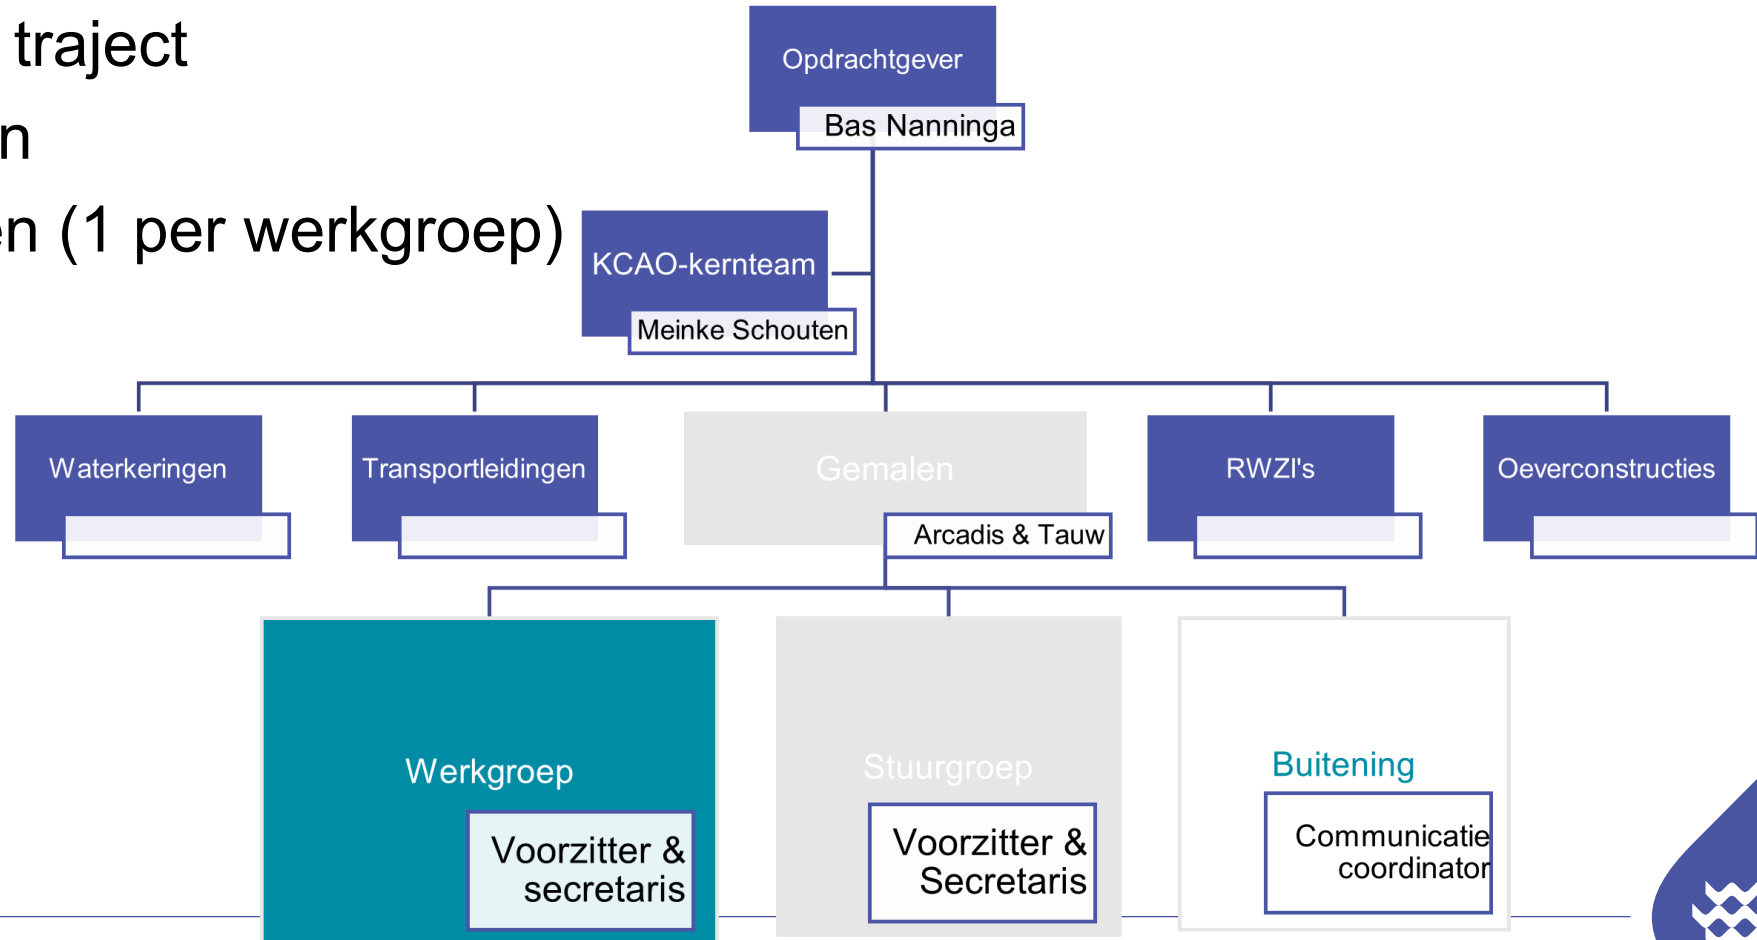 traject
n
en (1 per werkgroep)
Opdrachtgever
Bas Nanninga
KCAO-kernteam
Meinke Schouten
Waterkeringen
Transportleidingen
Gemalen
Arcadis & Tauw
RWZI's
Oeverconstructies
Werkgroep
Voorzitter &
secretaris
Stuurgroep
Voorzitter &
Secretaris
Buitening
Communicatie
coordinator